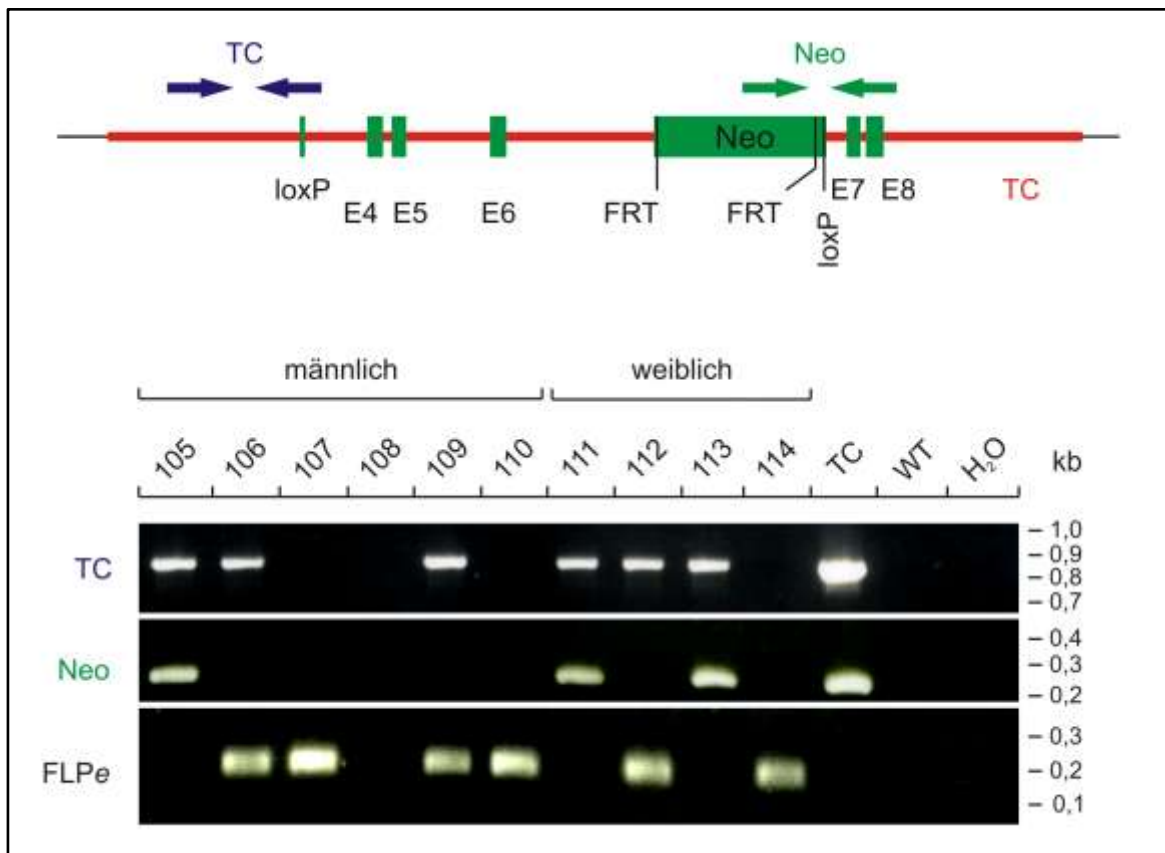 TC
Neo
Neo
loxP
E4
E5
E6
FRT
FRT
loxP
E7
E8
TC
männlich
weiblich
105 106 107 108 109 110 111 112 113 114 TC WT H₂O kb
TC
– 1,0
– 0,9
– 0,8
– 0,7
Neo
– 0,4
– 0,3
– 0,2
FLPe
– 0,3
– 0,2
– 0,1